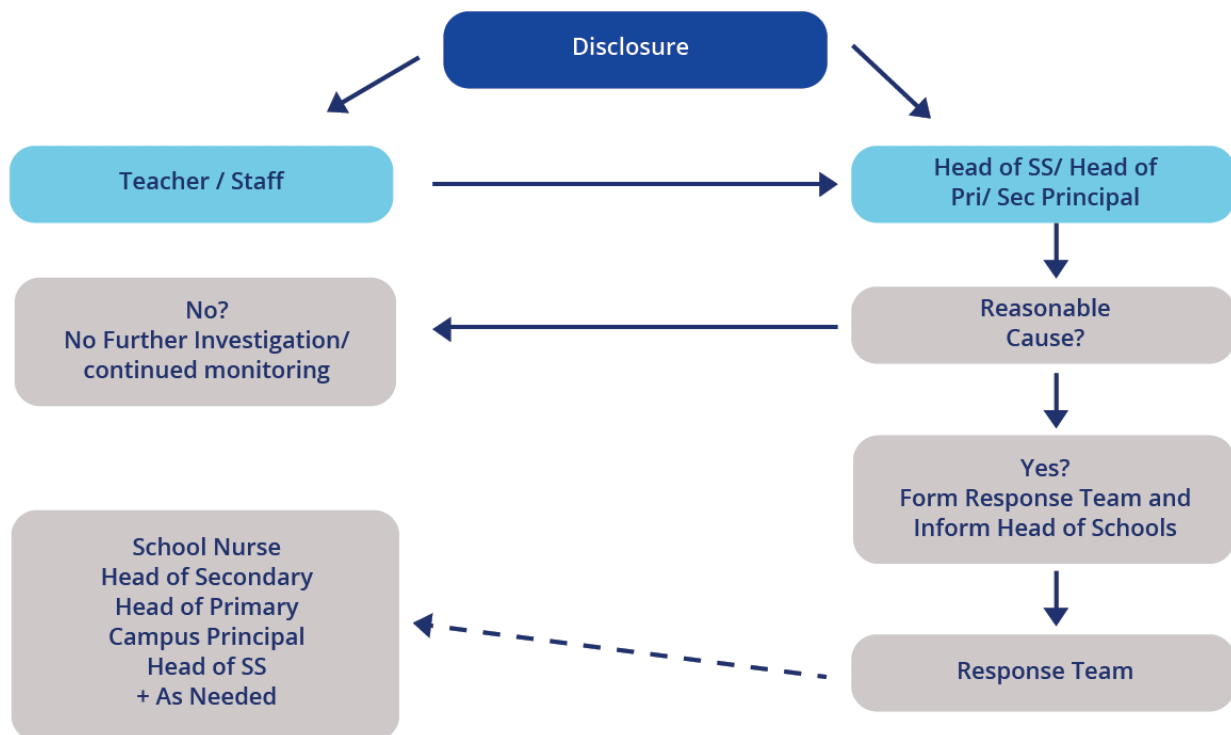 Disclosure
Teacher / Staff
Head of SS/ Head of
Pri/ Sec Principal
No?
No Further Investigation/
continued monitoring
Reasonable
Cause?
Yes?
Form Response Team and
Inform Head of Schools
School Nurse
Head of Secondary
Head of Primary
Campus Principal
Head of SS
+ As Needed
Response Team